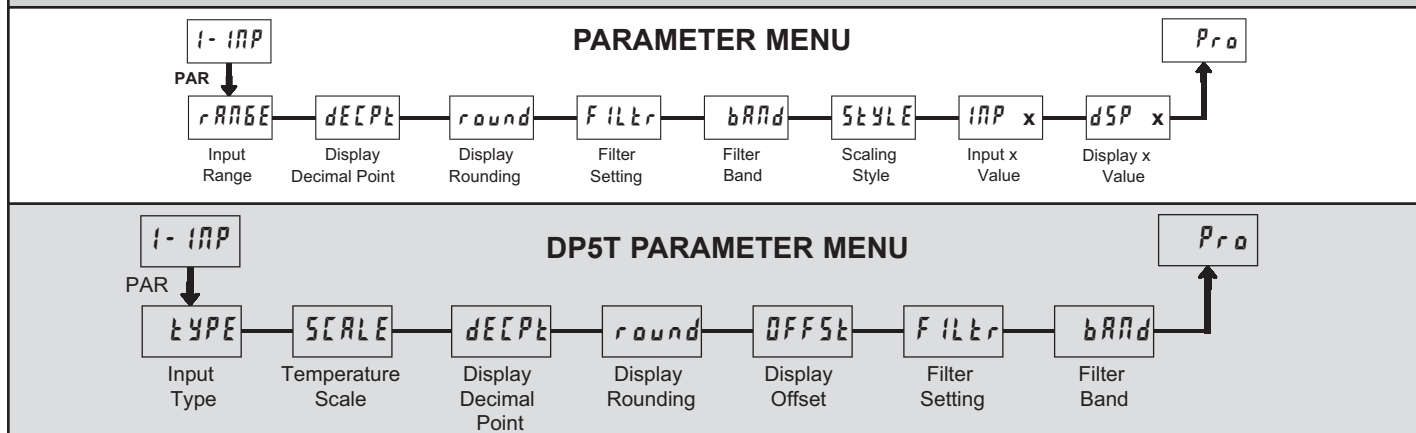 1-INP
PARAMETER MENU
Pro
PAR
rANGE
dECPt
round
FILtr
bANd
StYLE
INP x
dSP x
Input
Range
Display
Decimal Point
Display
Rounding
Filter
Setting
Filter
Band
Scaling
Style
Input x
Value
Display x
Value
1-INP
DP5T PARAMETER MENU
Pro
PAR
tYPE
SCALE
dECPt
round
OFFSt
FILtr
bANd
Input
Type
Temperature
Scale
Display
Decimal
Point
Display
Rounding
Display
Offset
Filter
Setting
Filter
Band